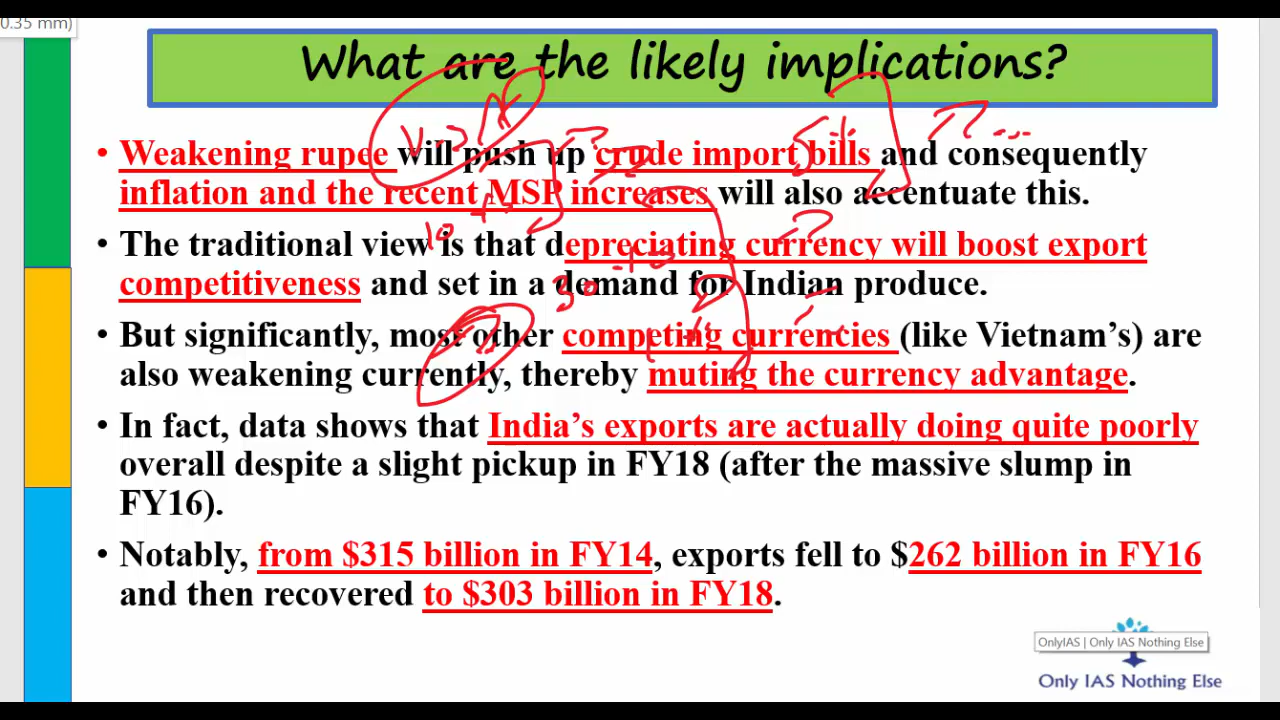 0.35 mm)
What are the likely implications?
• Weakening rupee will push up crude import bills and consequently
inflation and the recent MSP increases will also accentuate this.
• The traditional view is that depreciating currency will boost export
competitiveness and set in a demand for Indian produce.
• But significantly, most other competing currencies (like Vietnam's) are
also weakening currently, thereby muting the currency advantage.
• In fact, data shows that India's exports are actually doing quite poorly
overall despite a slight pickup in FY18 (after the massive slump in
FY16).
• Notably, from $315 billion in FY14, exports fell to $262 billion in FY16
and then recovered to $303 billion in FY18.
OnlyIAS | Only IAS Nothing Else
Only IAS Nothing Else